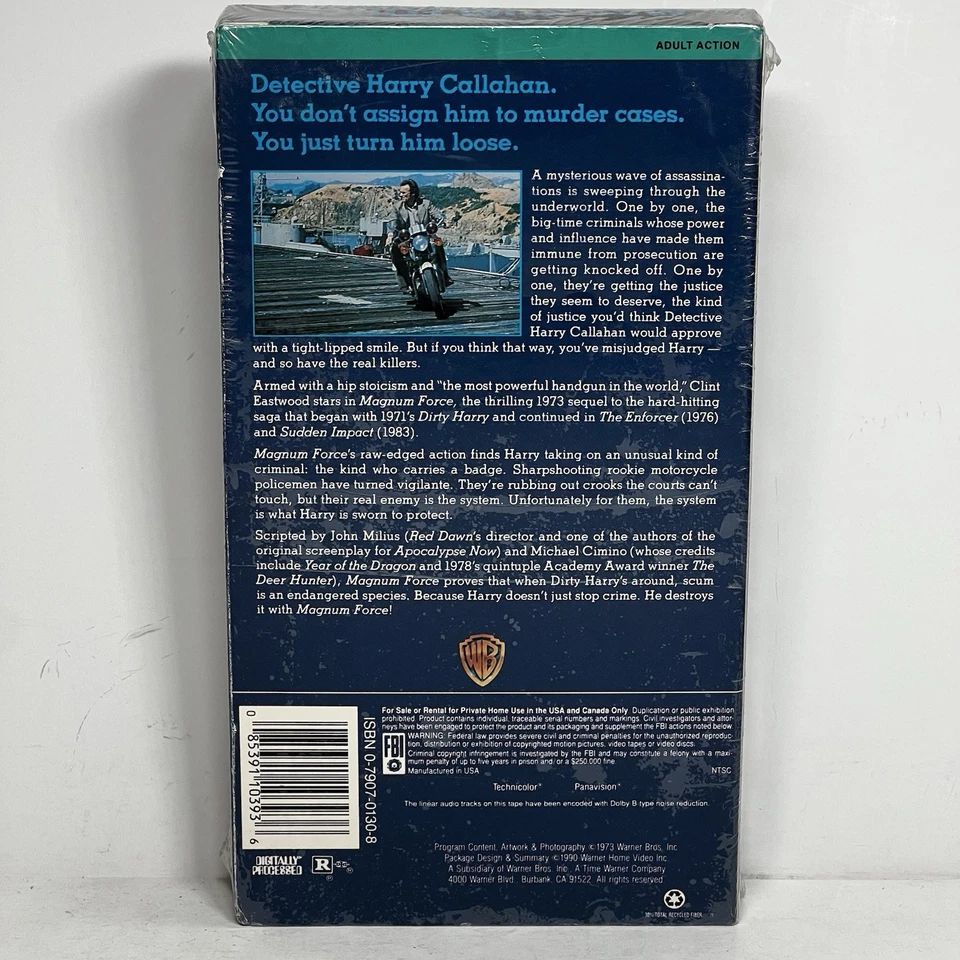 ADULT ACTION
Detective Harry Callahan.
You don't assign him to murder cases.
You just turn him loose.
A mysterious wave of assassina-
tions is sweeping through the
underworld. One by one, the
big-time criminals whose power
and influence have made them
immune from prosecution are
getting knocked off. One by
one, they're getting the justice
they seem to deserve, the kind
of justice you'd think Detective
Harry Callahan would approve
with a tight-lipped smile. But if you think that way, you've misjudged Harry —
and so have the real killers.
Armed with a hip stoicism and "the most powerful handgun in the world," Clint
Eastwood stars in Magnum Force, the thrilling 1973 sequel to the hard-hitting
saga that began with 1971's Dirty Harry and continued in The Enforcer (1976)
and Sudden Impact (1983).
Magnum Force's raw-edged action finds Harry taking on an unusual kind of
criminal: the kind who carries a badge. Sharpshooting rookie motorcycle
policemen have turned vigilante. They're rubbing out crooks the courts can't
touch, but their real enemy is the system. Unfortunately for them, the system
is what Harry is sworn to protect.
Scripted by John Milius (Red Dawn's director and one of the authors of the
original screenplay for Apocalypse Now) and Michael Cimino (whose credits
include Year of the Dragon and 1978's quintuple Academy Award winner The
Deer Hunter), Magnum Force proves that when Dirty Harry's around, scum
is an endangered species. Because Harry doesn't just stop crime. He destroys
it with Magnum Force!
WB
For Sale or Rental for Private Home Use in the USA and Canada Only. Duplication or public exhibition
prohibited. Product contains individual, traceable serial numbers and markings. Civil investigators and attor-
neys have been engaged to protect the product and its packaging and supplement the FBI actions noted below.
FBI
WARNING: Federal law provides severe civil and criminal penalties for the unauthorized reproduc-
tion, distribution or exhibition of copyrighted motion pictures, video tapes or video discs.
Criminal copyright infringement is investigated by the FBI and may constitute a felony with a maxi-
mum penalty of up to five years in prison and/or a $250,000 fine.
Manufactured in USA
NTSC
Technicolor® Panavision®
The linear audio tracks on this tape have been encoded with Dolby B type noise reduction.
0 85391 10393 6
ISBN 0-7907-0130-8
DIGITALLY
PROCESSED
R
Program Content, Artwork & Photography ©1973 Warner Bros. Inc.
Package Design & Summary ©1990 Warner Home Video Inc.
A Subsidiary of Warner Bros. Inc., A Time Warner Company
4000 Warner Blvd., Burbank, CA 91522. All rights reserved.
TOTAL RECYCLED FIBER